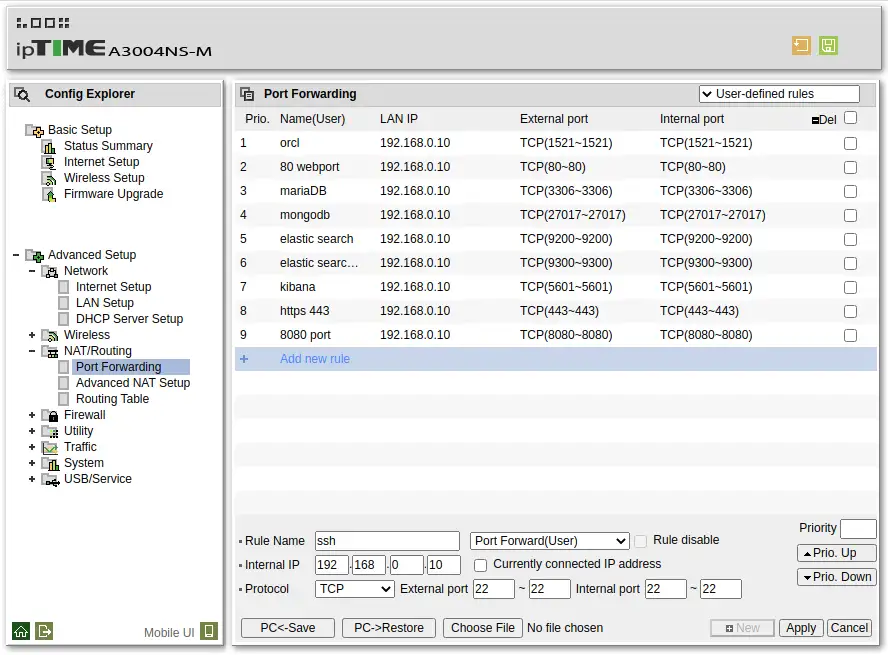 ipTIME A3004NS-M
Config Explorer
Basic Setup
Status Summary
Internet Setup
Wireless Setup
Firmware Upgrade
Advanced Setup
Network
Internet Setup
LAN Setup
DHCP Server Setup
Wireless
NAT/Routing
Port Forwarding
Advanced NAT Setup
Routing Table
Firewall
Utility
Traffic
System
USB/Service
Mobile UI
Port Forwarding User-defined rules
Prio. Name(User) LAN IP External port Internal port Del
1 orcl 192.168.0.10 TCP(1521~1521) TCP(1521~1521)
2 80 webport 192.168.0.10 TCP(80~80) TCP(80~80)
3 mariaDB 192.168.0.10 TCP(3306~3306) TCP(3306~3306)
4 mongodb 192.168.0.10 TCP(27017~27017) TCP(27017~27017)
5 elastic search 192.168.0.10 TCP(9200~9200) TCP(9200~9200)
6 elastic searc… 192.168.0.10 TCP(9300~9300) TCP(9300~9300)
7 kibana 192.168.0.10 TCP(5601~5601) TCP(5601~5601)
8 https 443 192.168.0.10 TCP(443~443) TCP(443~443)
9 8080 port 192.168.0.10 TCP(8080~8080) TCP(8080~8080)
+ Add new rule
Priority
Rule Name ssh Port Forward(User) Rule disable
Prio. Up
Internal IP 192 . 168 . 0 . 10 Currently connected IP address
Prio. Down
Protocol TCP External port 22 ~ 22 Internal port 22 ~ 22
PC<-Save PC->Restore Choose File No file chosen New Apply Cancel